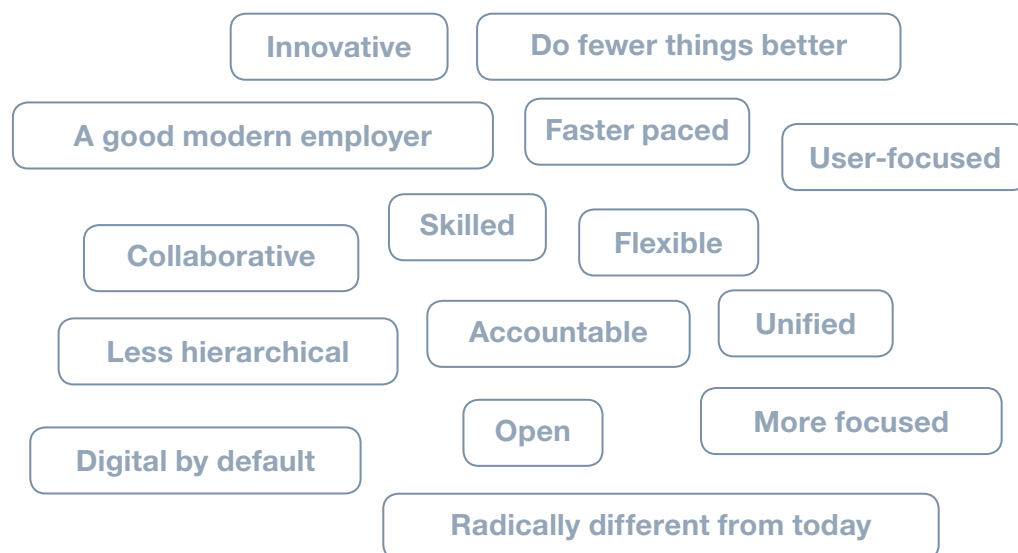 Innovative
Do fewer things better
A good modern employer
Faster paced
User-focused
Skilled
Flexible
Collaborative
Accountable
Unified
Less hierarchical
Open
More focused
Digital by default
Radically different from today